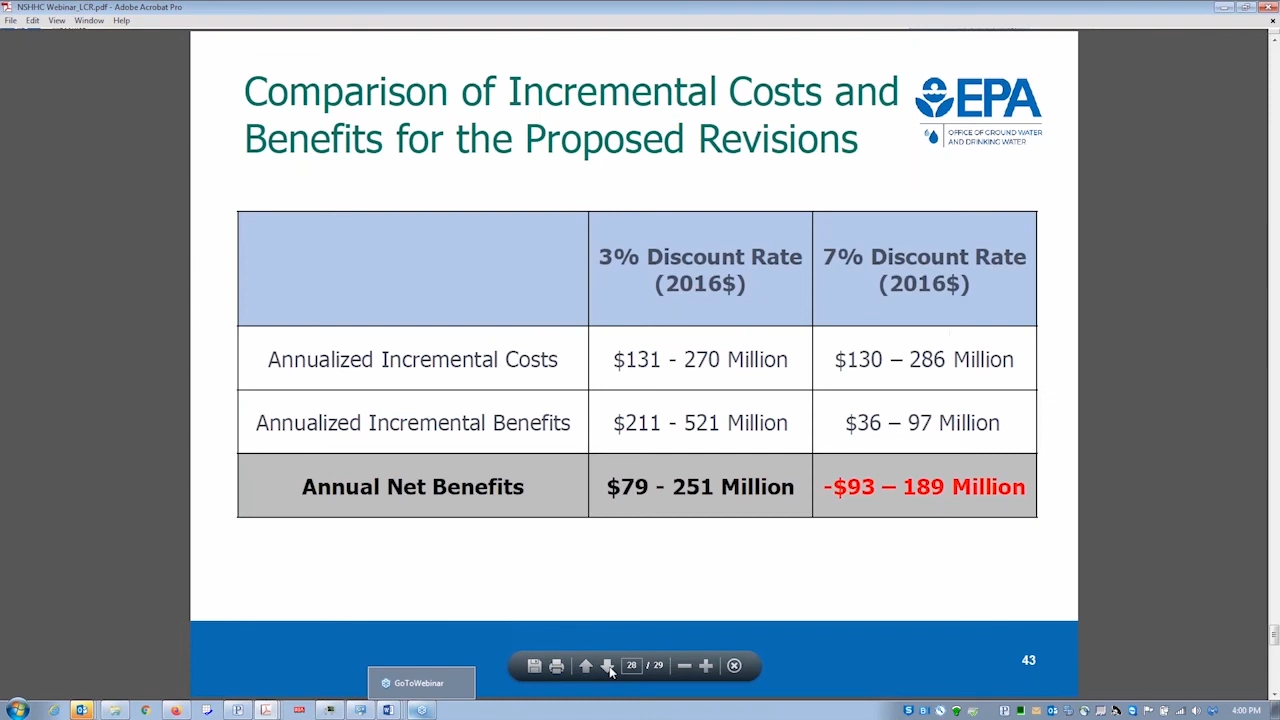 NSHHC Webinar_LCR.pdf - Adobe Acrobat Pro
File Edit View Window Help
Comparison of Incremental Costs and
Benefits for the Proposed Revisions
EPA
OFFICE OF GROUND WATER
AND DRINKING WATER
3% Discount Rate
(2016$)
7% Discount Rate
(2016$)
Annualized Incremental Costs
$131 - 270 Million
$130 – 286 Million
Annualized Incremental Benefits
$211 - 521 Million
$36 – 97 Million
Annual Net Benefits
$79 - 251 Million
-$93 – 189 Million
43
28 / 29
GoToWebinar
4:00 PM